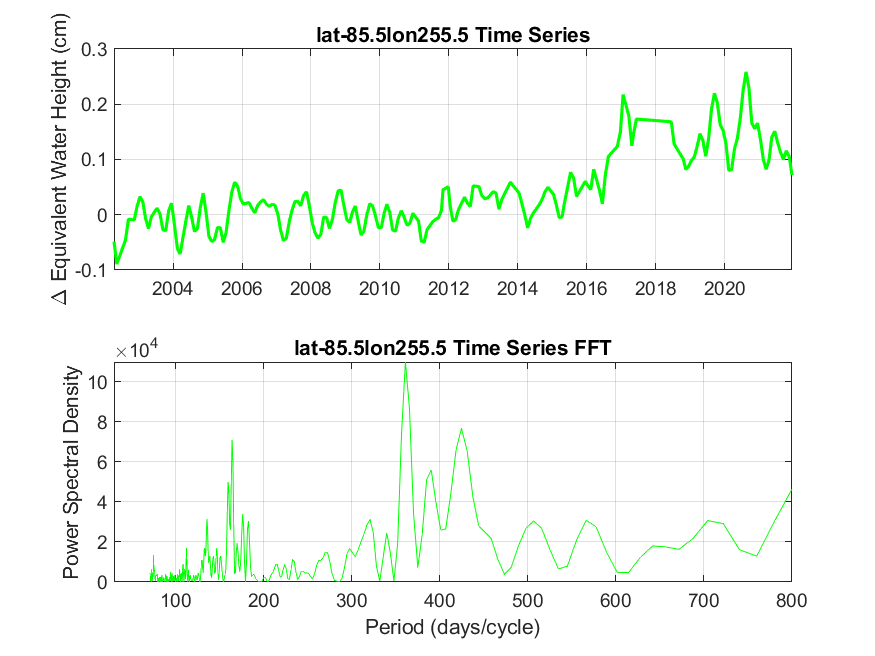 lat-85.5lon255.5 Time Series
Δ Equivalent Water Height (cm)
0.3
0.2
0.1
0
-0.1
2004 2006 2008 2010 2012 2014 2016 2018 2020
lat-85.5lon255.5 Time Series FFT
×10⁴
Power Spectral Density
10
8
6
4
2
0
100 200 300 400 500 600 700 800
Period (days/cycle)